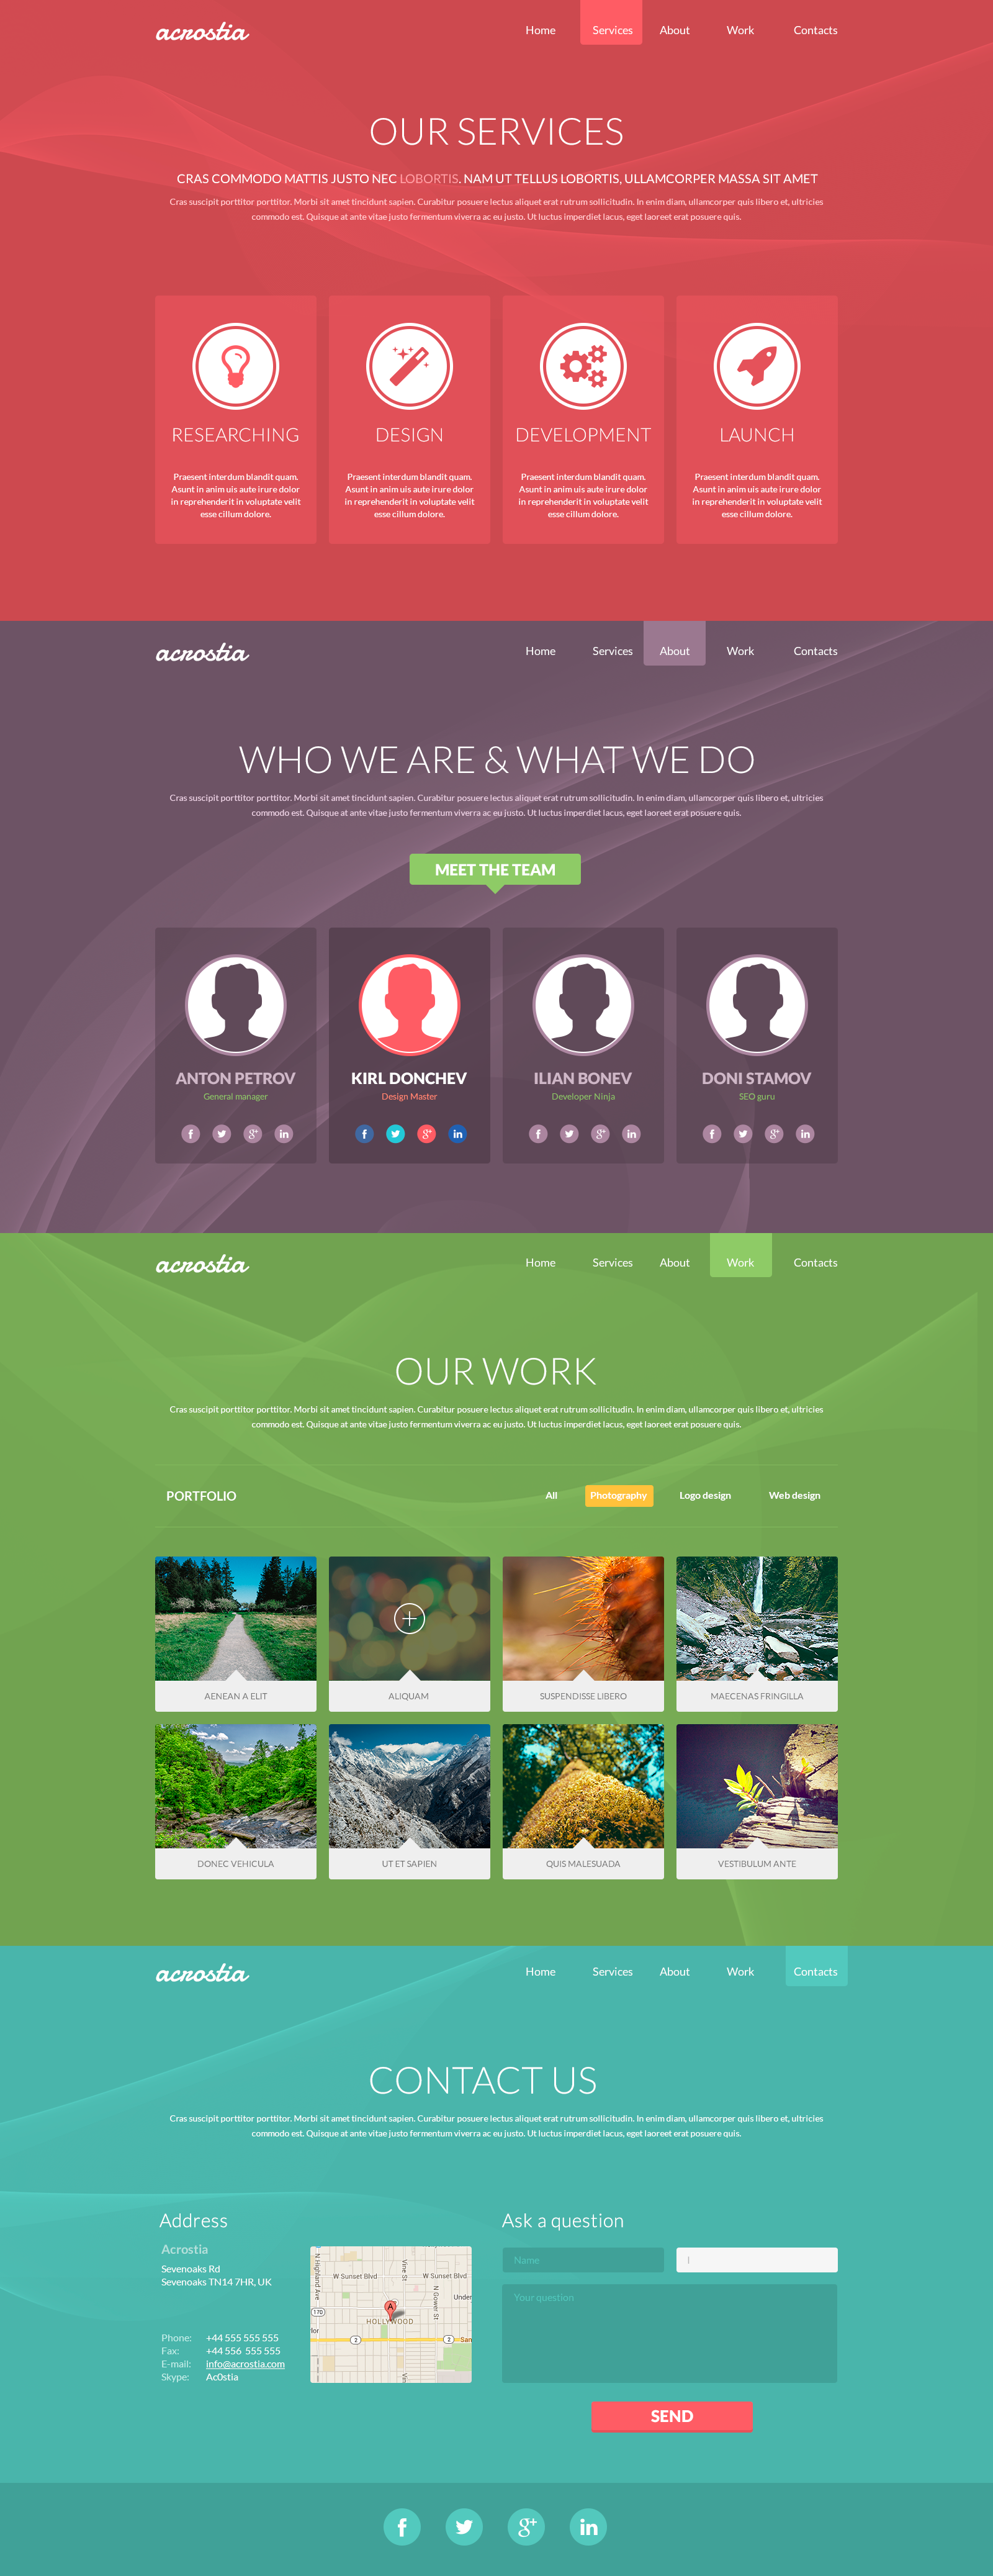 acrostia
Home Services About Work Contacts
OUR SERVICES
CRAS COMMODO MATTIS JUSTO NEC LOBORTIS. NAM UT TELLUS LOBORTIS, ULLAMCORPER MASSA SIT AMET
Cras suscipit porttitor porttitor. Morbi sit amet tincidunt sapien. Curabitur posuere lectus aliquet erat rutrum sollicitudin. In enim diam, ullamcorper quis libero et, ultricies
commodo est. Quisque at ante vitae justo fermentum viverra ac eu justo. Ut luctus imperdiet lacus, eget laoreet erat posuere quis.
RESEARCHING
Praesent interdum blandit quam.
Asunt in anim uis aute irure dolor
in reprehenderit in voluptate velit
esse cillum dolore.
DESIGN
Praesent interdum blandit quam.
Asunt in anim uis aute irure dolor
in reprehenderit in voluptate velit
esse cillum dolore.
DEVELOPMENT
Praesent interdum blandit quam.
Asunt in anim uis aute irure dolor
in reprehenderit in voluptate velit
esse cillum dolore.
LAUNCH
Praesent interdum blandit quam.
Asunt in anim uis aute irure dolor
in reprehenderit in voluptate velit
esse cillum dolore.
acrostia
Home Services About Work Contacts
WHO WE ARE & WHAT WE DO
Cras suscipit porttitor porttitor. Morbi sit amet tincidunt sapien. Curabitur posuere lectus aliquet erat rutrum sollicitudin. In enim diam, ullamcorper quis libero et, ultricies
commodo est. Quisque at ante vitae justo fermentum viverra ac eu justo. Ut luctus imperdiet lacus, eget laoreet erat posuere quis.
MEET THE TEAM
ANTON PETROV
General manager
KIRL DONCHEV
Design Master
ILIAN BONEV
Developer Ninja
DONI STAMOV
SEO guru
acrostia
Home Services About Work Contacts
OUR WORK
Cras suscipit porttitor porttitor. Morbi sit amet tincidunt sapien. Curabitur posuere lectus aliquet erat rutrum sollicitudin. In enim diam, ullamcorper quis libero et, ultricies
commodo est. Quisque at ante vitae justo fermentum viverra ac eu justo. Ut luctus imperdiet lacus, eget laoreet erat posuere quis.
PORTFOLIO
All Photography Logo design Web design
AENEAN A ELIT
ALIQUAM
SUSPENDISSE LIBERO
MAECENAS FRINGILLA
DONEC VEHICULA
UT ET SAPIEN
QUIS MALESUADA
VESTIBULUM ANTE
acrostia
Home Services About Work Contacts
CONTACT US
Cras suscipit porttitor porttitor. Morbi sit amet tincidunt sapien. Curabitur posuere lectus aliquet erat rutrum sollicitudin. In enim diam, ullamcorper quis libero et, ultricies
commodo est. Quisque at ante vitae justo fermentum viverra ac eu justo. Ut luctus imperdiet lacus, eget laoreet erat posuere quis.
Address
Acrostia
Sevenoaks Rd
Sevenoaks TN14 7HR, UK
Phone: +44 555 555 555
Fax: +44 556 555 555
E-mail: info@acrostia.com
Skype: Ac0stia
N Highland Ave
Vine St
W Sunset Blvd
W Sunset Blvd
N Gower St
Under
A
170
HOLLYWOOD
lor
2
2
San
Vin
Ask a question
Name
Your question
SEND